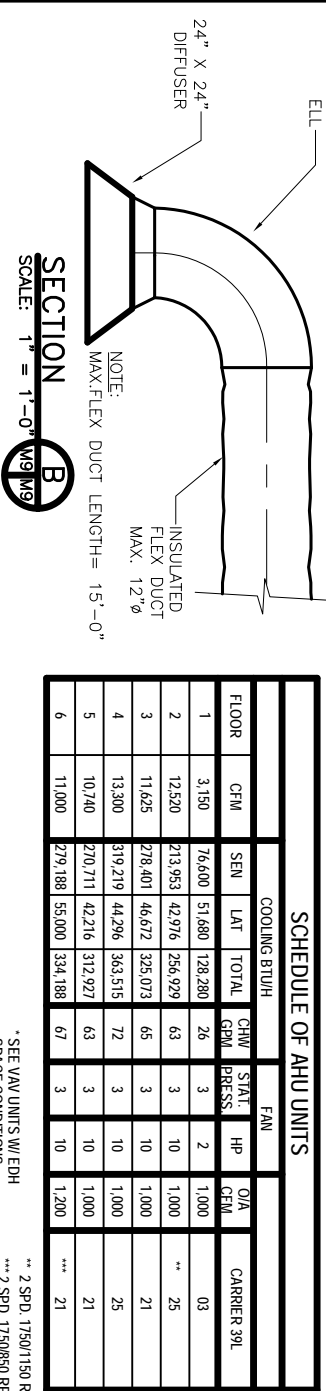 ELL
24" X 24"
DIFFUSER
INSULATED
FLEX DUCT
MAX. 12"ø
NOTE:
MAX.FLEX DUCT LENGTH= 15'-0"
SECTION
SCALE: 1" = 1'-0"
B
M9 M9
SCHEDULE OF AHU UNITS
COOLING BTU/H FAN
FLOOR CFM SEN LAT TOTAL CHW GPM STAT. PRESS. HP O/A CFM CARRIER 39L
1 3,150 76,600 51,680 128,280 26 3 2 1,000 03
2 12,520 213,953 42,976 256,929 63 3 10 1,000 ** 25
3 11,625 278,401 46,672 325,073 65 3 10 1,000 21
4 13,300 319,219 44,296 363,515 72 3 10 1,000 25
5 10,740 270,711 42,216 312,927 63 3 10 1,000 21
6 11,000 279,188 55,000 334,188 67 3 10 1,200 *** 21
* SEE VAV UNITS W/ EDH
** 2 SPD. 1750/1150 R
*** 2 SPD. 1750/850 RP